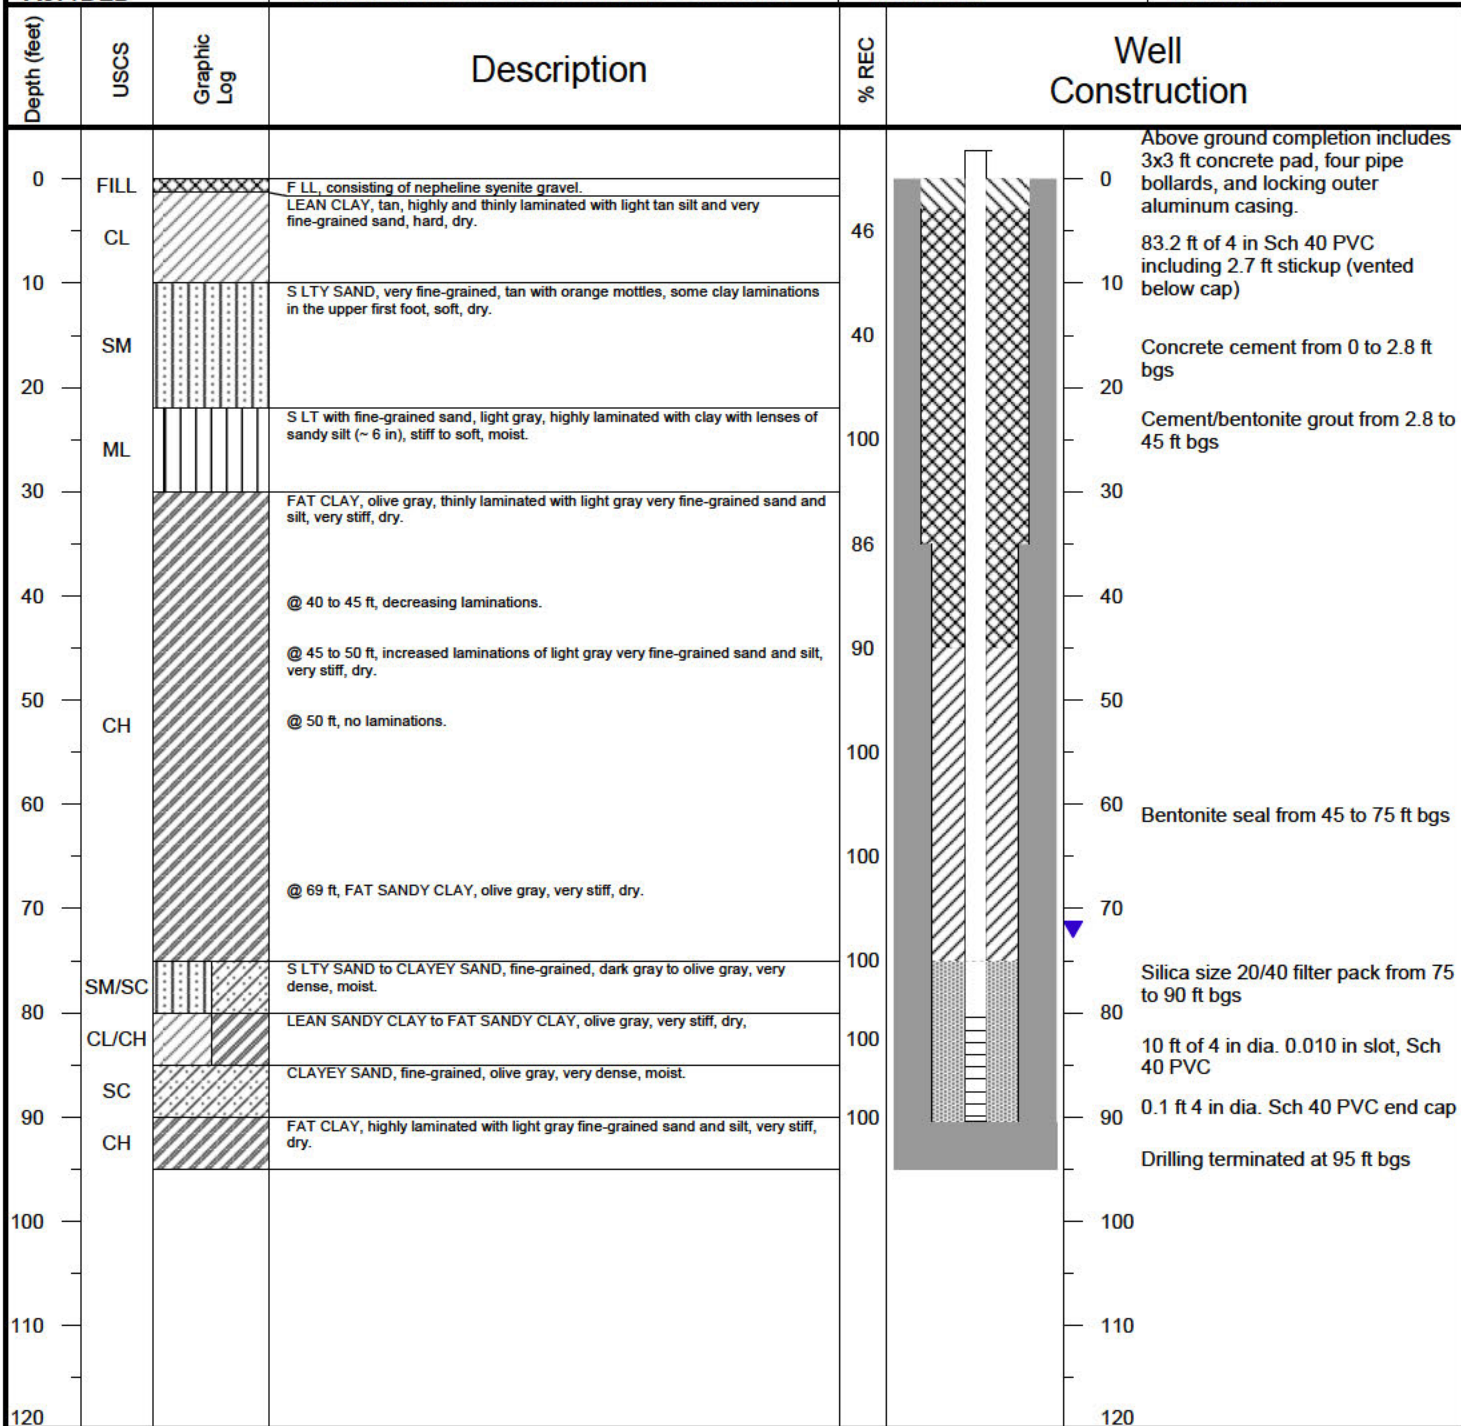 Depth (feet)
USCS
Graphic
Log
Description
% REC
Well
Construction
0
10
20
30
40
50
60
70
80
90
100
110
120
FILL
CL
SM
ML
CH
SM/SC
CL/CH
SC
CH
F LL, consisting of nepheline syenite gravel.
LEAN CLAY, tan, highly and thinly laminated with light tan silt and very
fine-grained sand, hard, dry.
S LTY SAND, very fine-grained, tan with orange mottles, some clay laminations
in the upper first foot, soft, dry.
S LT with fine-grained sand, light gray, highly laminated with clay with lenses of
sandy silt (~ 6 in), stiff to soft, moist.
FAT CLAY, olive gray, thinly laminated with light gray very fine-grained sand and
silt, very stiff, dry.
@ 40 to 45 ft, decreasing laminations.
@ 45 to 50 ft, increased laminations of light gray very fine-grained sand and silt,
very stiff, dry.
@ 50 ft, no laminations.
@ 69 ft, FAT SANDY CLAY, olive gray, very stiff, dry.
S LTY SAND to CLAYEY SAND, fine-grained, dark gray to olive gray, very
dense, moist.
LEAN SANDY CLAY to FAT SANDY CLAY, olive gray, very stiff, dry,
CLAYEY SAND, fine-grained, olive gray, very dense, moist.
FAT CLAY, highly laminated with light gray fine-grained sand and silt, very stiff,
dry.
46
40
100
86
90
100
100
100
100
100
0
10
20
30
40
50
60
70
80
90
100
110
120
Above ground completion includes
3x3 ft concrete pad, four pipe
bollards, and locking outer
aluminum casing.
83.2 ft of 4 in Sch 40 PVC
including 2.7 ft stickup (vented
below cap)
Concrete cement from 0 to 2.8 ft
bgs
Cement/bentonite grout from 2.8 to
45 ft bgs
Bentonite seal from 45 to 75 ft bgs
Silica size 20/40 filter pack from 75
to 90 ft bgs
10 ft of 4 in dia. 0.010 in slot, Sch
40 PVC
0.1 ft 4 in dia. Sch 40 PVC end cap
Drilling terminated at 95 ft bgs